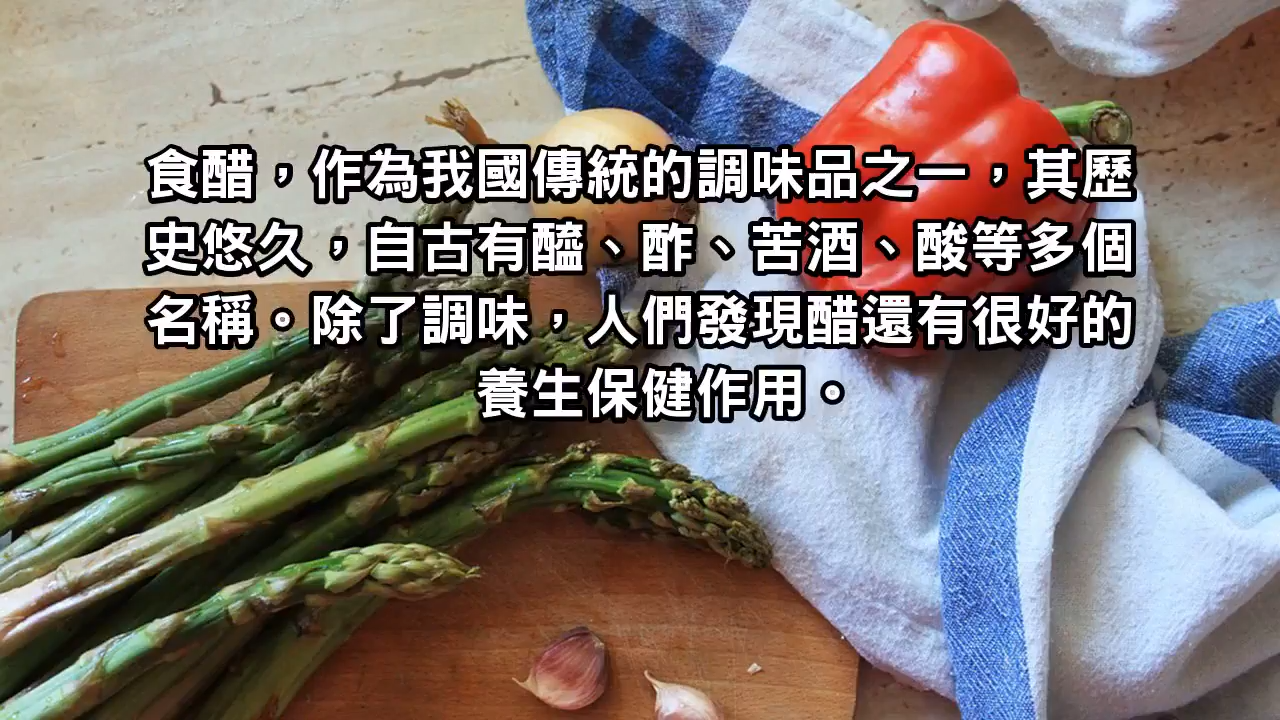 食醋，作為我國傳統的調味品之一，其歷
史悠久，自古有醯、酢、苦酒、酸等多個
名稱。除了調味，人們發現醋還有很好的
養生保健作用。